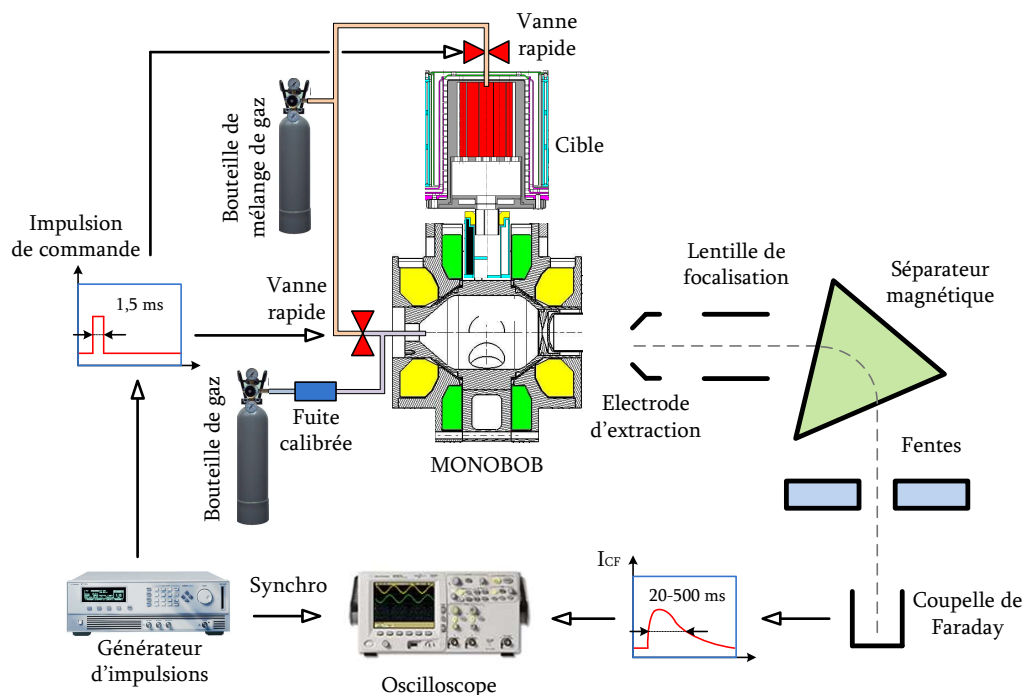 Vanne
rapide
Bouteille de
mélange de gaz
Cible
Impulsion
de commande
1,5 ms
Vanne
rapide
Lentille de
focalisation
Séparateur
magnétique
Bouteille de gaz
Fuite
calibrée
Electrode
d'extraction
MONOBOB
Fentes
ICF
20-500 ms
Synchro
Coupelle de
Faraday
Générateur
d'impulsions
Oscilloscope